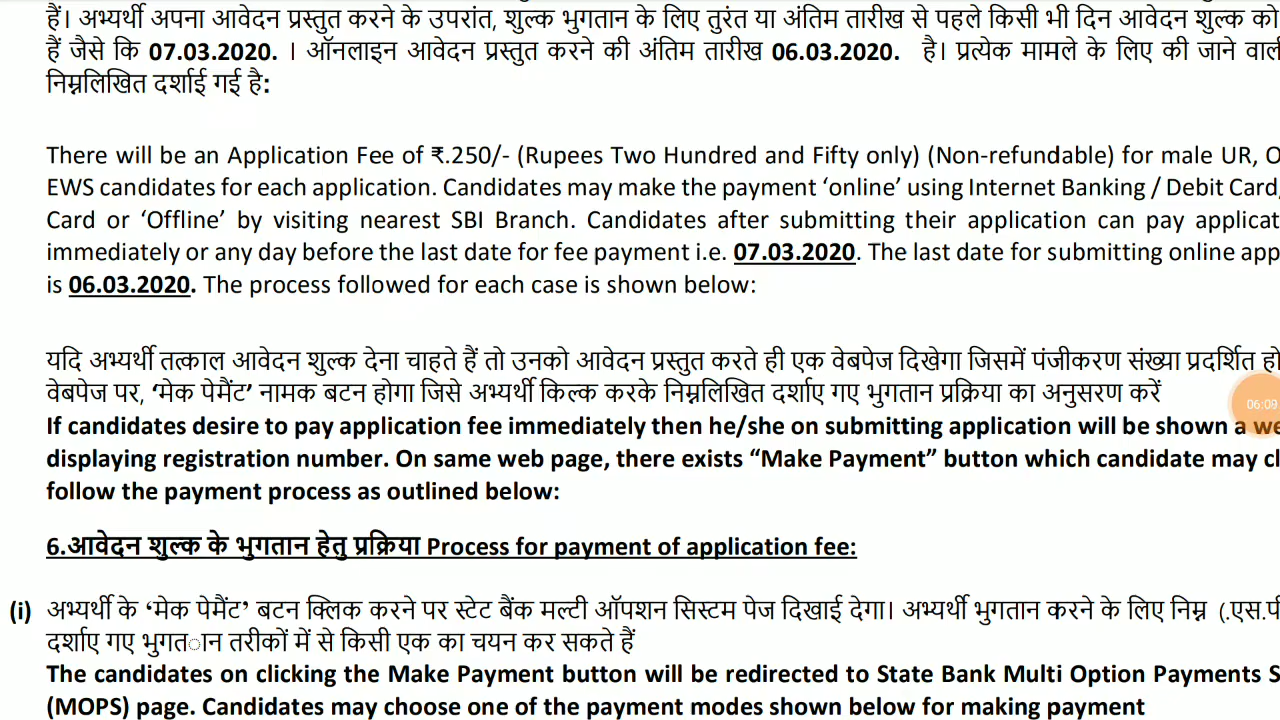 हैं। अभ्यर्थी अपना आवेदन प्रस्तुत करने के उपरांत, शुल्क भुगतान के लिए तुरंत या अंतिम तारीख से पहले किसी भी दिन आवेदन शुल्क को
हैं जैसे कि 07.03.2020. । ऑनलाइन आवेदन प्रस्तुत करने की अंतिम तारीख 06.03.2020. है। प्रत्येक मामले के लिए की जाने
निम्नलिखित दर्शाई गई है:
There will be an Application Fee of ₹.250/- (Rupees Two Hundred and Fifty only) (Non-refundable) for male UR,
EWS candidates for each application. Candidates may make the payment ‘online’ using Internet Banking / Debit Card,
Card or ‘Offline’ by visiting nearest SBI Branch. Candidates after submitting their application can pay
immediately or any day before the last date for fee payment i.e. 07.03.2020. The last date for submitting online
is 06.03.2020. The process followed for each case is shown below:
यदि अभ्यर्थी तत्काल आवेदन शुल्क देना चाहते हैं तो उनको आवेदन प्रस्तुत करते ही एक वेबपेज दिखेगा जिसमें पंजीकरण संख्या प्रदर्शित
वेबपेज पर, ‘मेक पेमैंट’ नामक बटन होगा जिसे अभ्यर्थी किल्क करके निम्नलिखित दर्शाए गए भुगतान प्रक्रिया का अनुसरण करें
06:09
If candidates desire to pay application fee immediately then he/she on submitting application will be shown a
displaying registration number. On same web page, there exists “Make Payment” button which candidate may
follow the payment process as outlined below:
6.आवेदन शुल्क के भुगतान हेतु प्रक्रिया Process for payment of application fee:
(i) अभ्यर्थी के ‘मेक पेमैंट’ बटन क्लिक करने पर स्टेट बैंक मल्टी ऑपशन सिस्टम पेज दिखाई देगा। अभ्यर्थी भुगतान करने के लिए निम्न (.एस.
दर्शाए गए भुगत◌ान तरीकों में से किसी एक का चयन कर सकते हैं
The candidates on clicking the Make Payment button will be redirected to State Bank Multi Option Payments
(MOPS) page. Candidates may choose one of the payment modes shown below for making payment